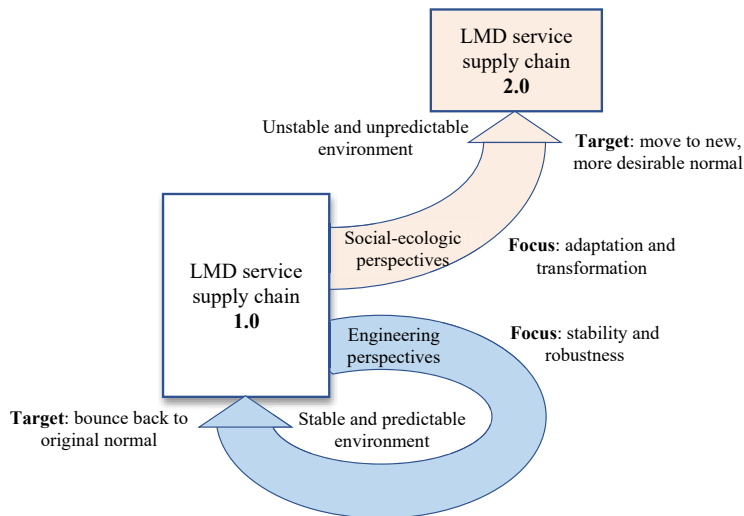 LMD service
supply chain
2.0
Unstable and unpredictable
environment
Target: move to new,
more desirable normal
Social-ecologic
perspectives
Focus: adaptation and
transformation
LMD service
supply chain
1.0
Engineering
perspectives
Focus: stability and
robustness
Target: bounce back to
original normal
Stable and predictable
environment